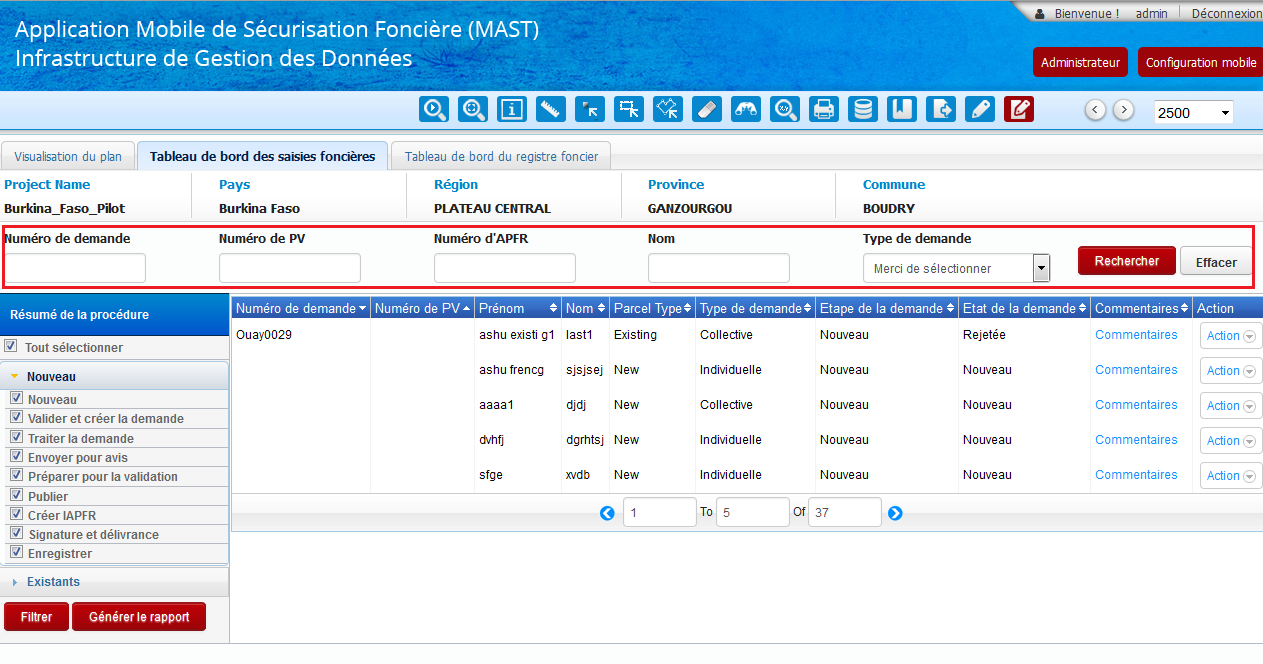 Application Mobile de Sécurisation Foncière (MAST)
Infrastructure de Gestion des Données
Bienvenue ! admin Déconnexion
Administrateur Configuration mobile
2500
Visualisation du plan Tableau de bord des saisies foncières Tableau de bord du registre foncier
Project Name Pays Région Province Commune
Burkina_Faso_Pilot Burkina Faso PLATEAU CENTRAL GANZOURGOU BOUDRY
Numéro de demande Numéro de PV Numéro d'APFR Nom Type de demande
Merci de sélectionner Rechercher Effacer
Résumé de la procédure
Tout sélectionner
Nouveau
Nouveau
Valider et créer la demande
Traiter la demande
Envoyer pour avis
Préparer pour la validation
Publier
Créer lAPFR
Signature et délivrance
Enregistrer
Existants
Filtrer Générer le rapport
Numéro de demande Numéro de PV Prénom Nom Parcel Type Type de demande Etape de la demande Etat de la demande Commentaires Action
Ouay0029 ashu existi g1 last1 Existing Collective Nouveau Rejetée Commentaires Action
ashu frencg sjsjsej New Individuelle Nouveau Nouveau Commentaires Action
aaaa1 djdj New Collective Nouveau Nouveau Commentaires Action
dvhfj dgrhtsj New Individuelle Nouveau Nouveau Commentaires Action
sfge xvdb New Individuelle Nouveau Nouveau Commentaires Action
1 To 5 Of 37